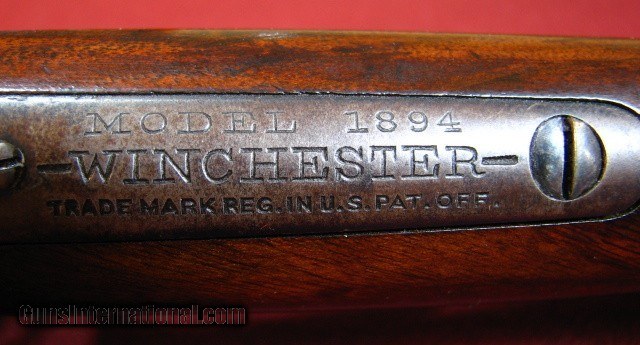 MODEL 1894
-WINCHESTER-
TRADE MARK REG. IN U.S. PAT. OFF.
GunsInternational.com